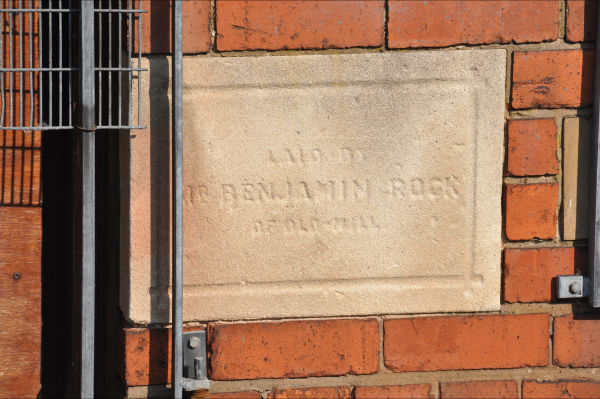 LAID BY
BENJAMIN ROCK
OF OLD HILL